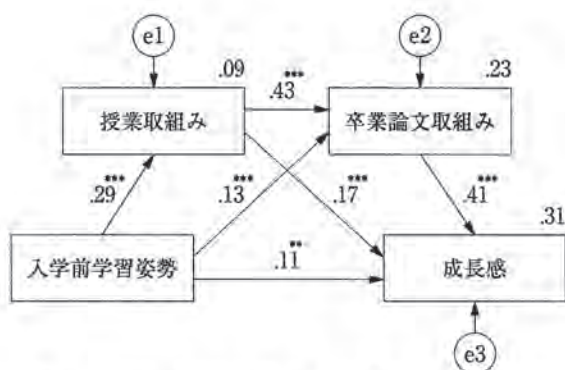 e1
e2
.09
.23
.43***
授業取組み
卒業論文取組み
.29***
.13***
.17***
.41***
.31
入学前学習姿勢
.11**
成長感
e3